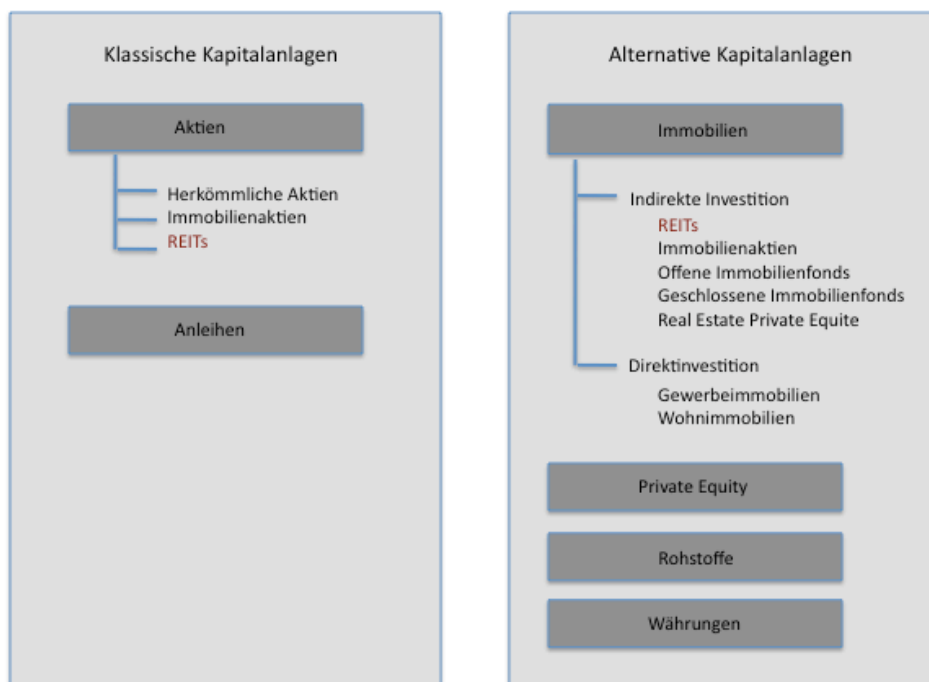 Klassische Kapitalanlagen
Aktien
Herkömmliche Aktien
Immobilienaktien
REITs
Anleihen
Alternative Kapitalanlagen
Immobilien
Indirekte Investition
REITs
Immobilienaktien
Offene Immobilienfonds
Geschlossene Immobilienfonds
Real Estate Private Equite
Direktinvestition
Gewerbeimmobilien
Wohnimmobilien
Private Equity
Rohstoffe
Währungen